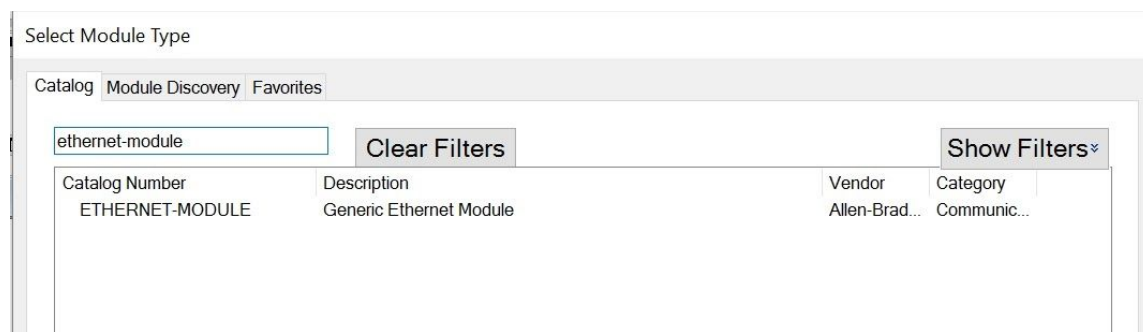 Select Module Type
Catalog Module Discovery Favorites
ethernet-module Clear Filters Show Filters
Catalog Number Description Vendor Category
ETHERNET-MODULE Generic Ethernet Module Allen-Brad... Communic...